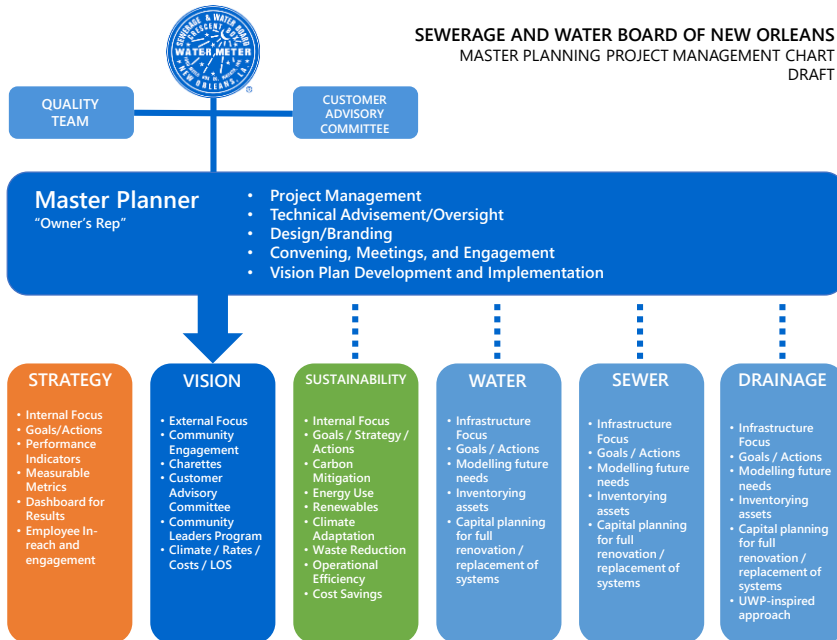 SEWERAGE AND WATER BOARD OF NEW ORLEANS
MASTER PLANNING PROJECT MANAGEMENT CHART
DRAFT
SEWERAGE & WATER BOARD
CRESCENT BOX
WATER METER
NEW ORLEANS, LA.
®
QUALITY
TEAM
CUSTOMER
ADVISORY
COMMITTEE
Master Planner
“Owner’s Rep”
• Project Management
• Technical Advisement/Oversight
• Design/Branding
• Convening, Meetings, and Engagement
• Vision Plan Development and Implementation
STRATEGY
• Internal Focus
• Goals/Actions
• Performance
Indicators
• Measurable
Metrics
• Dashboard for
Results
• Employee In-
reach and
engagement
VISION
• External Focus
• Community
Engagement
• Charettes
• Customer
Advisory
Committee
• Community
Leaders Program
• Climate / Rates /
Costs / LOS
SUSTAINABILITY
• Internal Focus
• Goals / Strategy /
Actions
• Carbon
Mitigation
• Energy Use
• Renewables
• Climate
Adaptation
• Waste Reduction
• Operational
Efficiency
• Cost Savings
WATER
• Infrastructure
Focus
• Goals / Actions
• Modelling future
needs
• Inventorying
assets
• Capital planning
for full
renovation /
replacement of
systems
SEWER
• Infrastructure
Focus
• Goals / Actions
• Modelling future
needs
• Inventorying
assets
• Capital planning
for full
renovation /
replacement of
systems
DRAINAGE
• Infrastructure
Focus
• Goals / Actions
• Modelling future
needs
• Inventorying
assets
• Capital planning
for full
renovation /
replacement of
systems
• UWP-inspired
approach